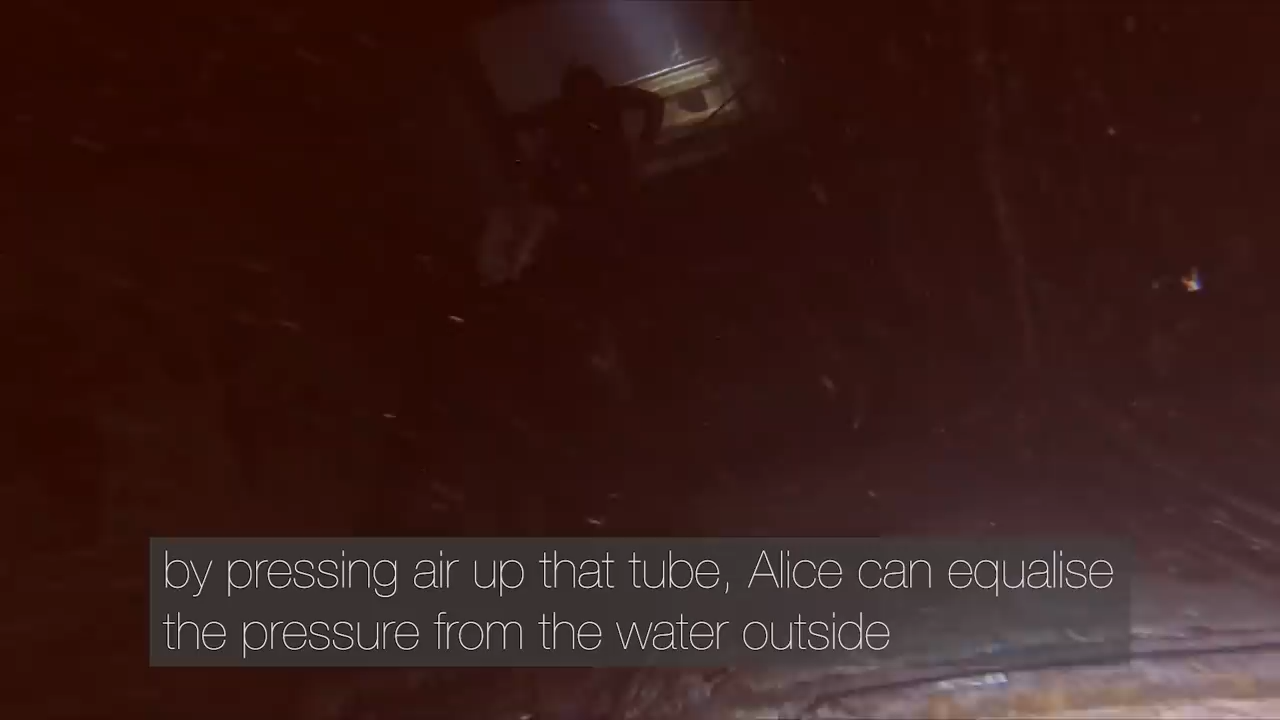 by pressing air up that tube, Alice can equalise
the pressure from the water outside